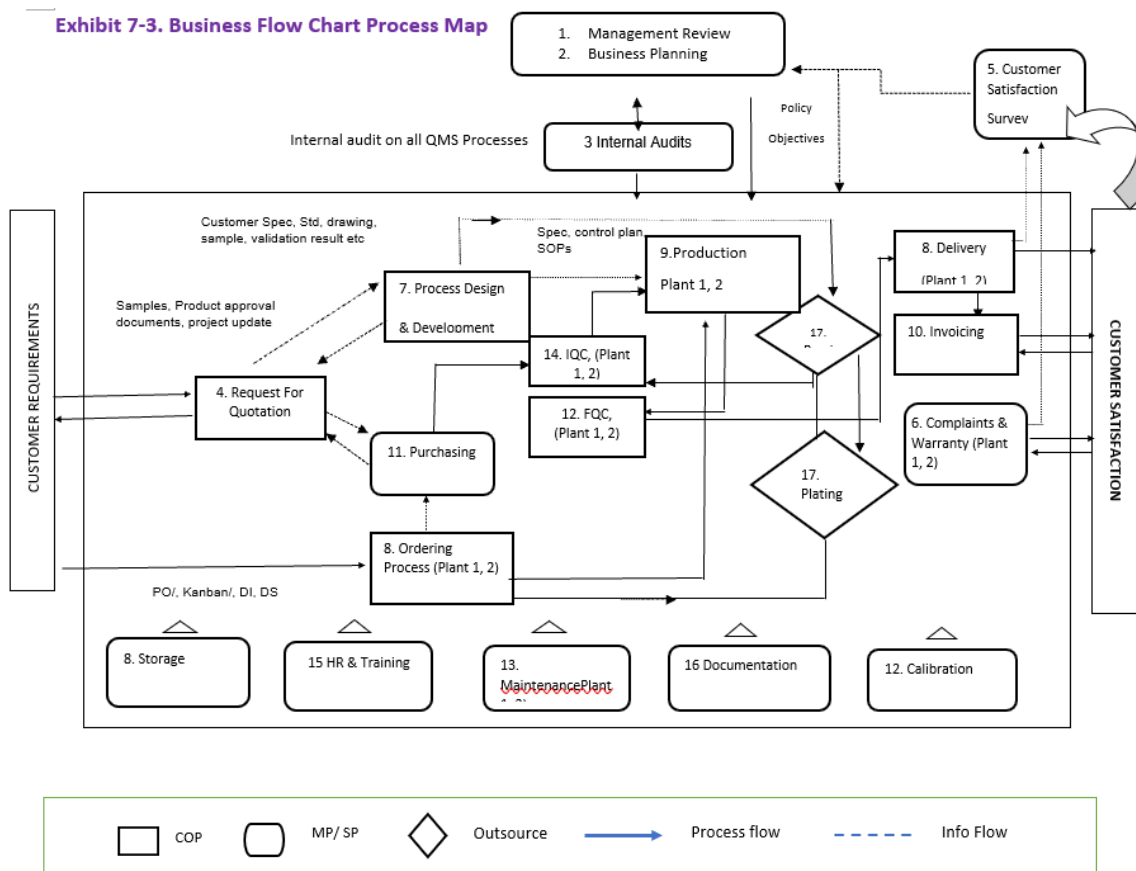 Exhibit 7-3. Business Flow Chart Process Map
1. Management Review
2. Business Planning
5. Customer
Satisfaction
Survev
Policy
Objectives
Internal audit on all QMS Processes
3 Internal Audits
CUSTOMER REQUIREMENTS
Customer Spec, Std, drawing,
sample, validation result etc
Spec, control plan
SOPs
9.Production
Plant 1, 2
8. Delivery
(Plant 1, 2)
7. Process Design
& Development
Samples, Product approval
documents, project update
17.
10. Invoicing
CUSTOMER SATISFACTION
14. IQC, (Plant
1, 2)
4. Request For
Quotation
12. FQC,
(Plant 1, 2)
6. Complaints &
Warranty (Plant
1, 2)
11. Purchasing
17.
Plating
8. Ordering
Process (Plant 1, 2)
PO/, Kanban/, DI, DS
8. Storage
15 HR & Training
13.
MaintenancePlant
1, 2)
16 Documentation
12. Calibration
COP
MP/ SP
Outsource
Process flow
Info Flow